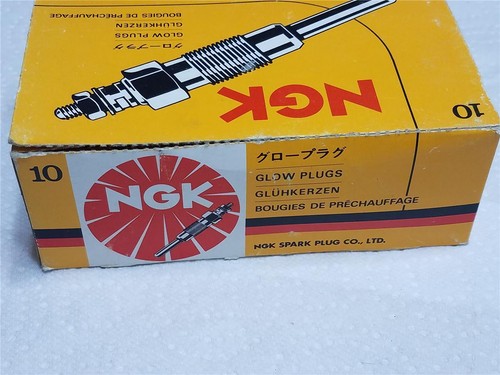 グロープラグ
GLOW PLUGS
GLÜHKERZEN
BOUGIES DE PRÉCHAUFFAGE
NGK
10
10
NGK
グロープラグ
GLOW PLUGS
GLÜHKERZEN
BOUGIES DE PRÉCHAUFFAGE
NGK SPARK PLUG CO., LTD.